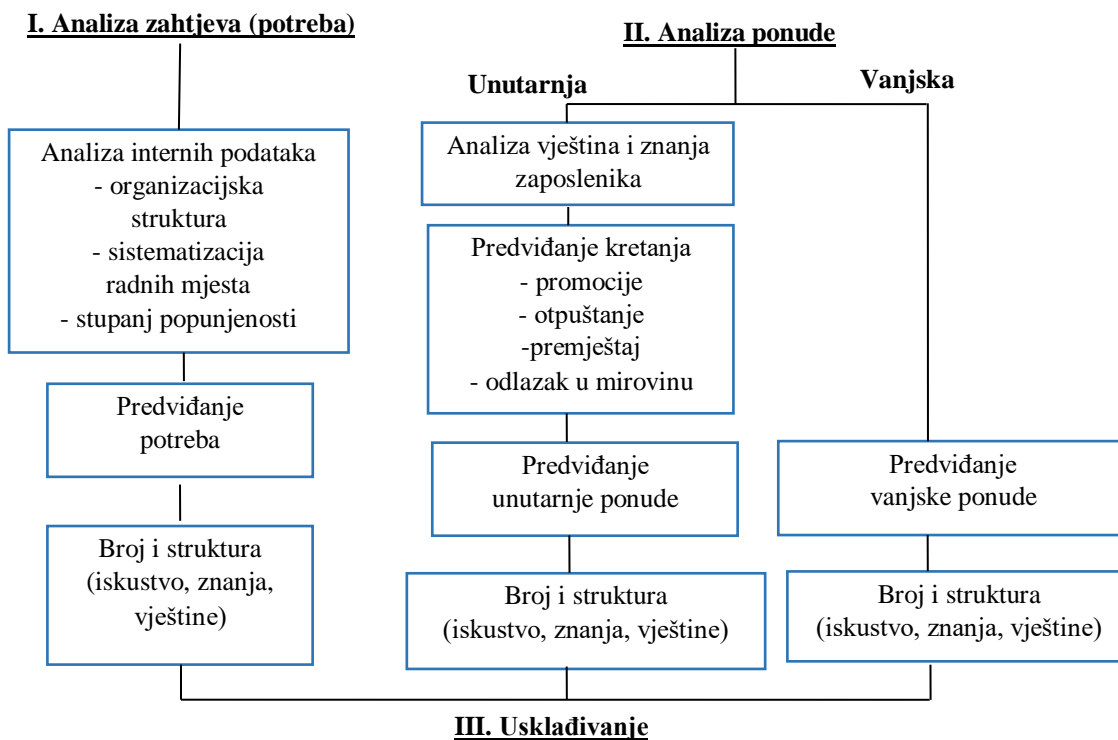 I. Analiza zahtjeva (potreba)
Analiza internih podataka
- organizacijska
struktura
- sistematizacija
radnih mjesta
- stupanj popunjenosti
Predviđanje
potreba
Broj i struktura
(iskustvo, znanja,
vještine)
II. Analiza ponude
Unutarnja
Analiza vještina i znanja
zaposlenika
Predviđanje kretanja
- promocije
- otpuštanje
-premještaj
- odlazak u mirovinu
Predviđanje
unutarnje ponude
Broj i struktura
(iskustvo, znanja, vještine)
Vanjska
Predviđanje
vanjske ponude
Broj i struktura
(iskustvo, znanja, vještine)
III. Usklađivanje